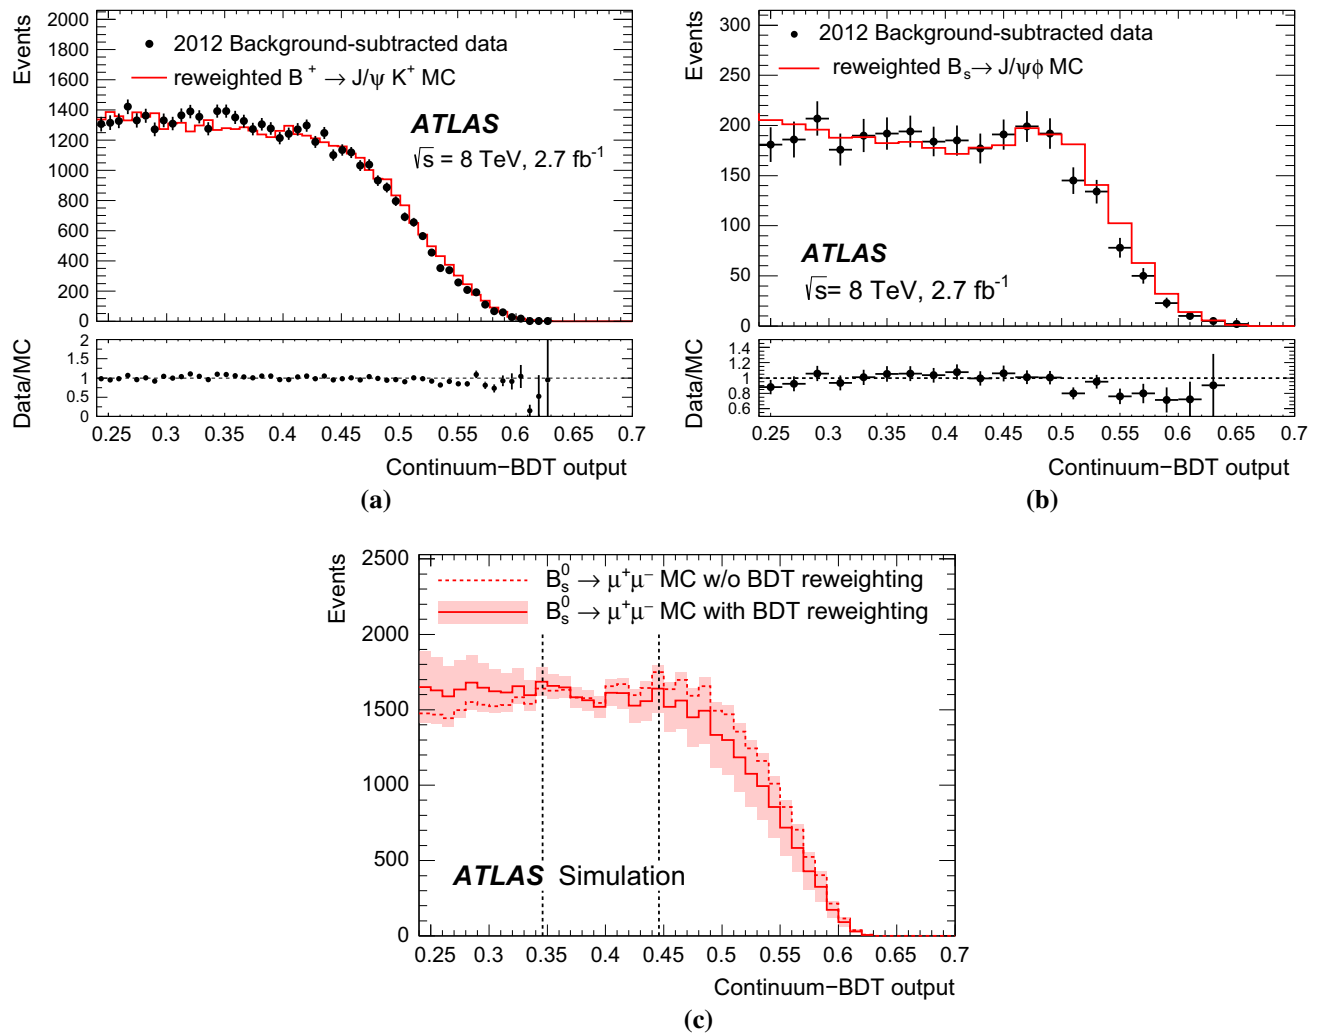 Events
2000
1800
1600
1400
1200
1000
800
600
400
200
0
2012 Background-subtracted data
reweighted B⁺ → J/ψ K⁺ MC
ATLAS
√s = 8 TeV, 2.7 fb⁻¹
Data/MC
2
1.5
1
0.5
0
0.25 0.3 0.35 0.4 0.45 0.5 0.55 0.6 0.65 0.7
Continuum−BDT output
(a)
Events
300
250
200
150
100
50
0
2012 Background-subtracted data
reweighted Bₛ→ J/ψϕ MC
ATLAS
√s= 8 TeV, 2.7 fb⁻¹
Data/MC
1.4
1.2
1
0.8
0.6
0.25 0.3 0.35 0.4 0.45 0.5 0.55 0.6 0.65 0.7
Continuum−BDT output
(b)
Events
2500
2000
1500
1000
500
0
Bₛ⁰ → μ⁺μ⁻ MC w/o BDT reweighting
Bₛ⁰ → μ⁺μ⁻ MC with BDT reweighting
ATLAS Simulation
0.25 0.3 0.35 0.4 0.45 0.5 0.55 0.6 0.65 0.7
Continuum−BDT output
(c)